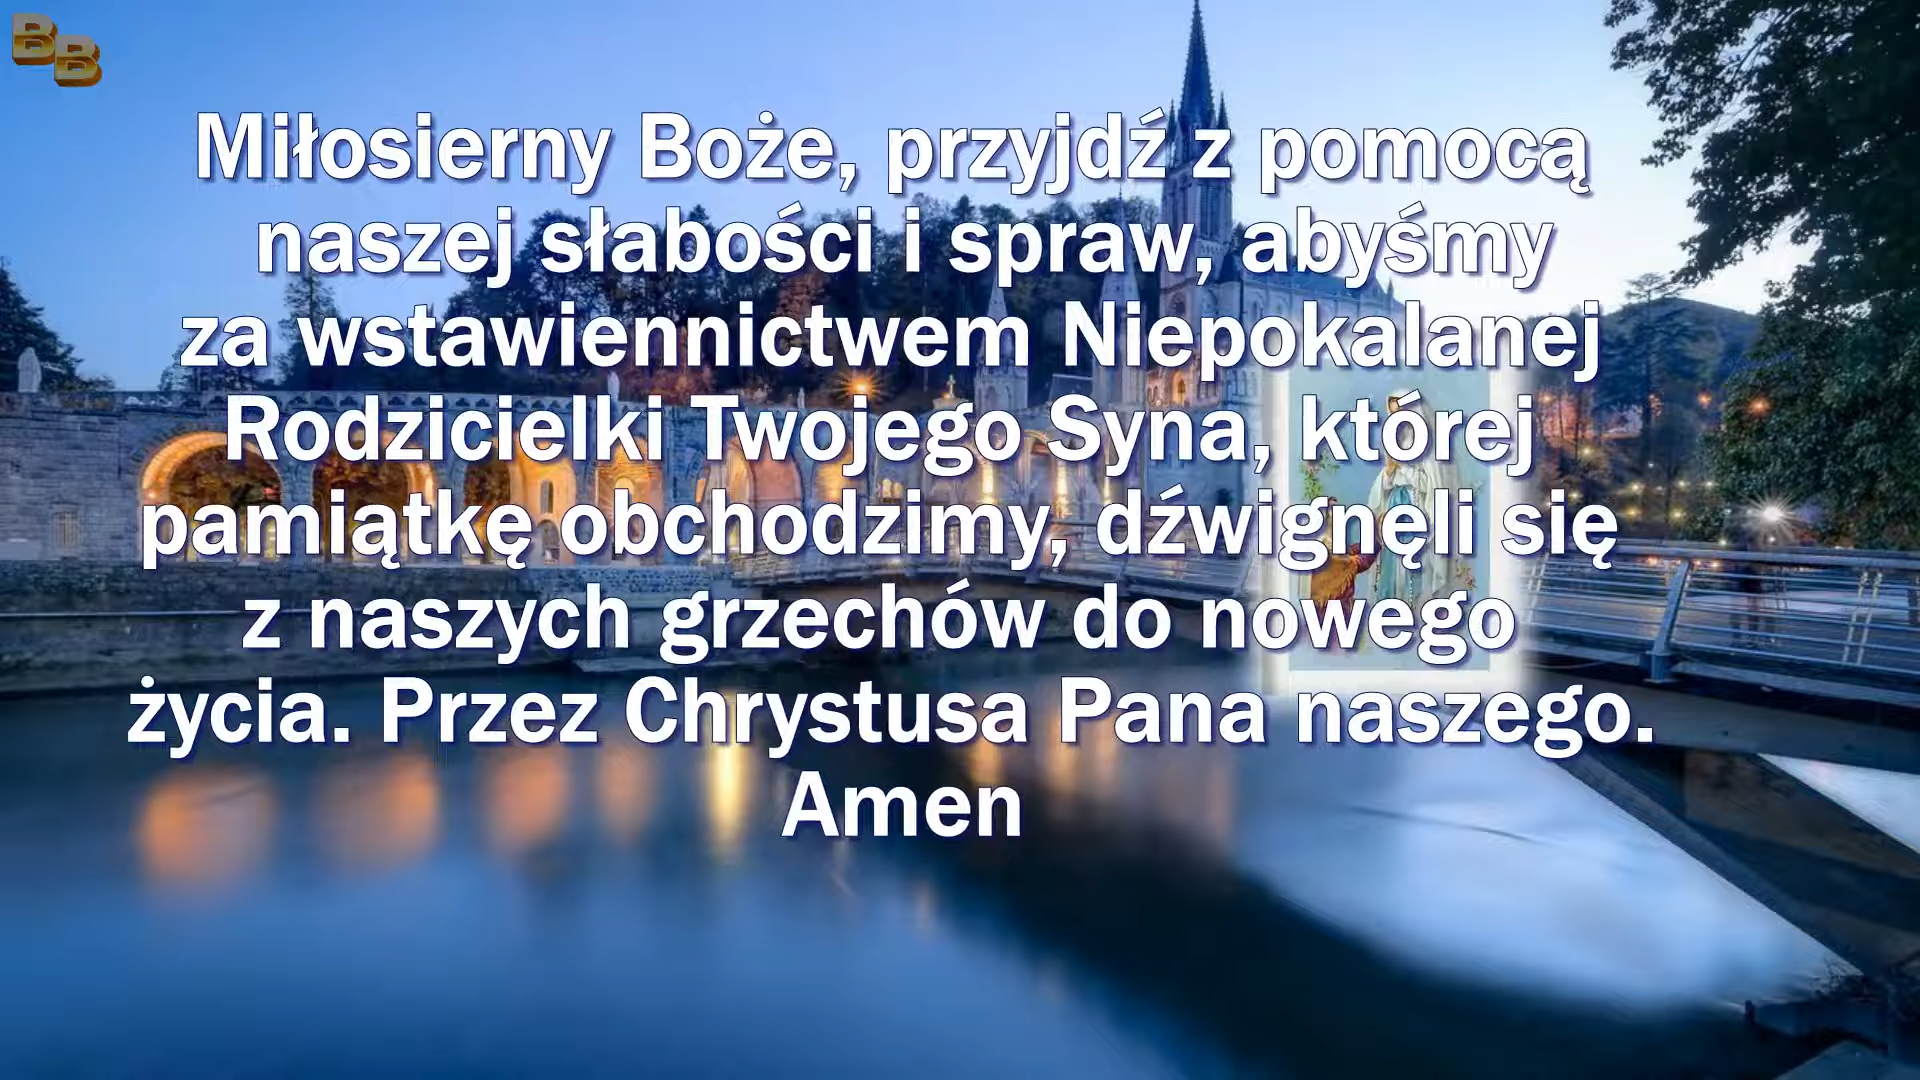 BB
Miłosierny Boże, przyjdź z pomocą
naszej słabości i spraw, abyśmy
za wstawiennictwem Niepokalanej
Rodzicielki Twojego Syna, której
pamiątkę obchodzimy, dźwignęli się
z naszych grzechów do nowego
życia. Przez Chrystusa Pana naszego.
Amen